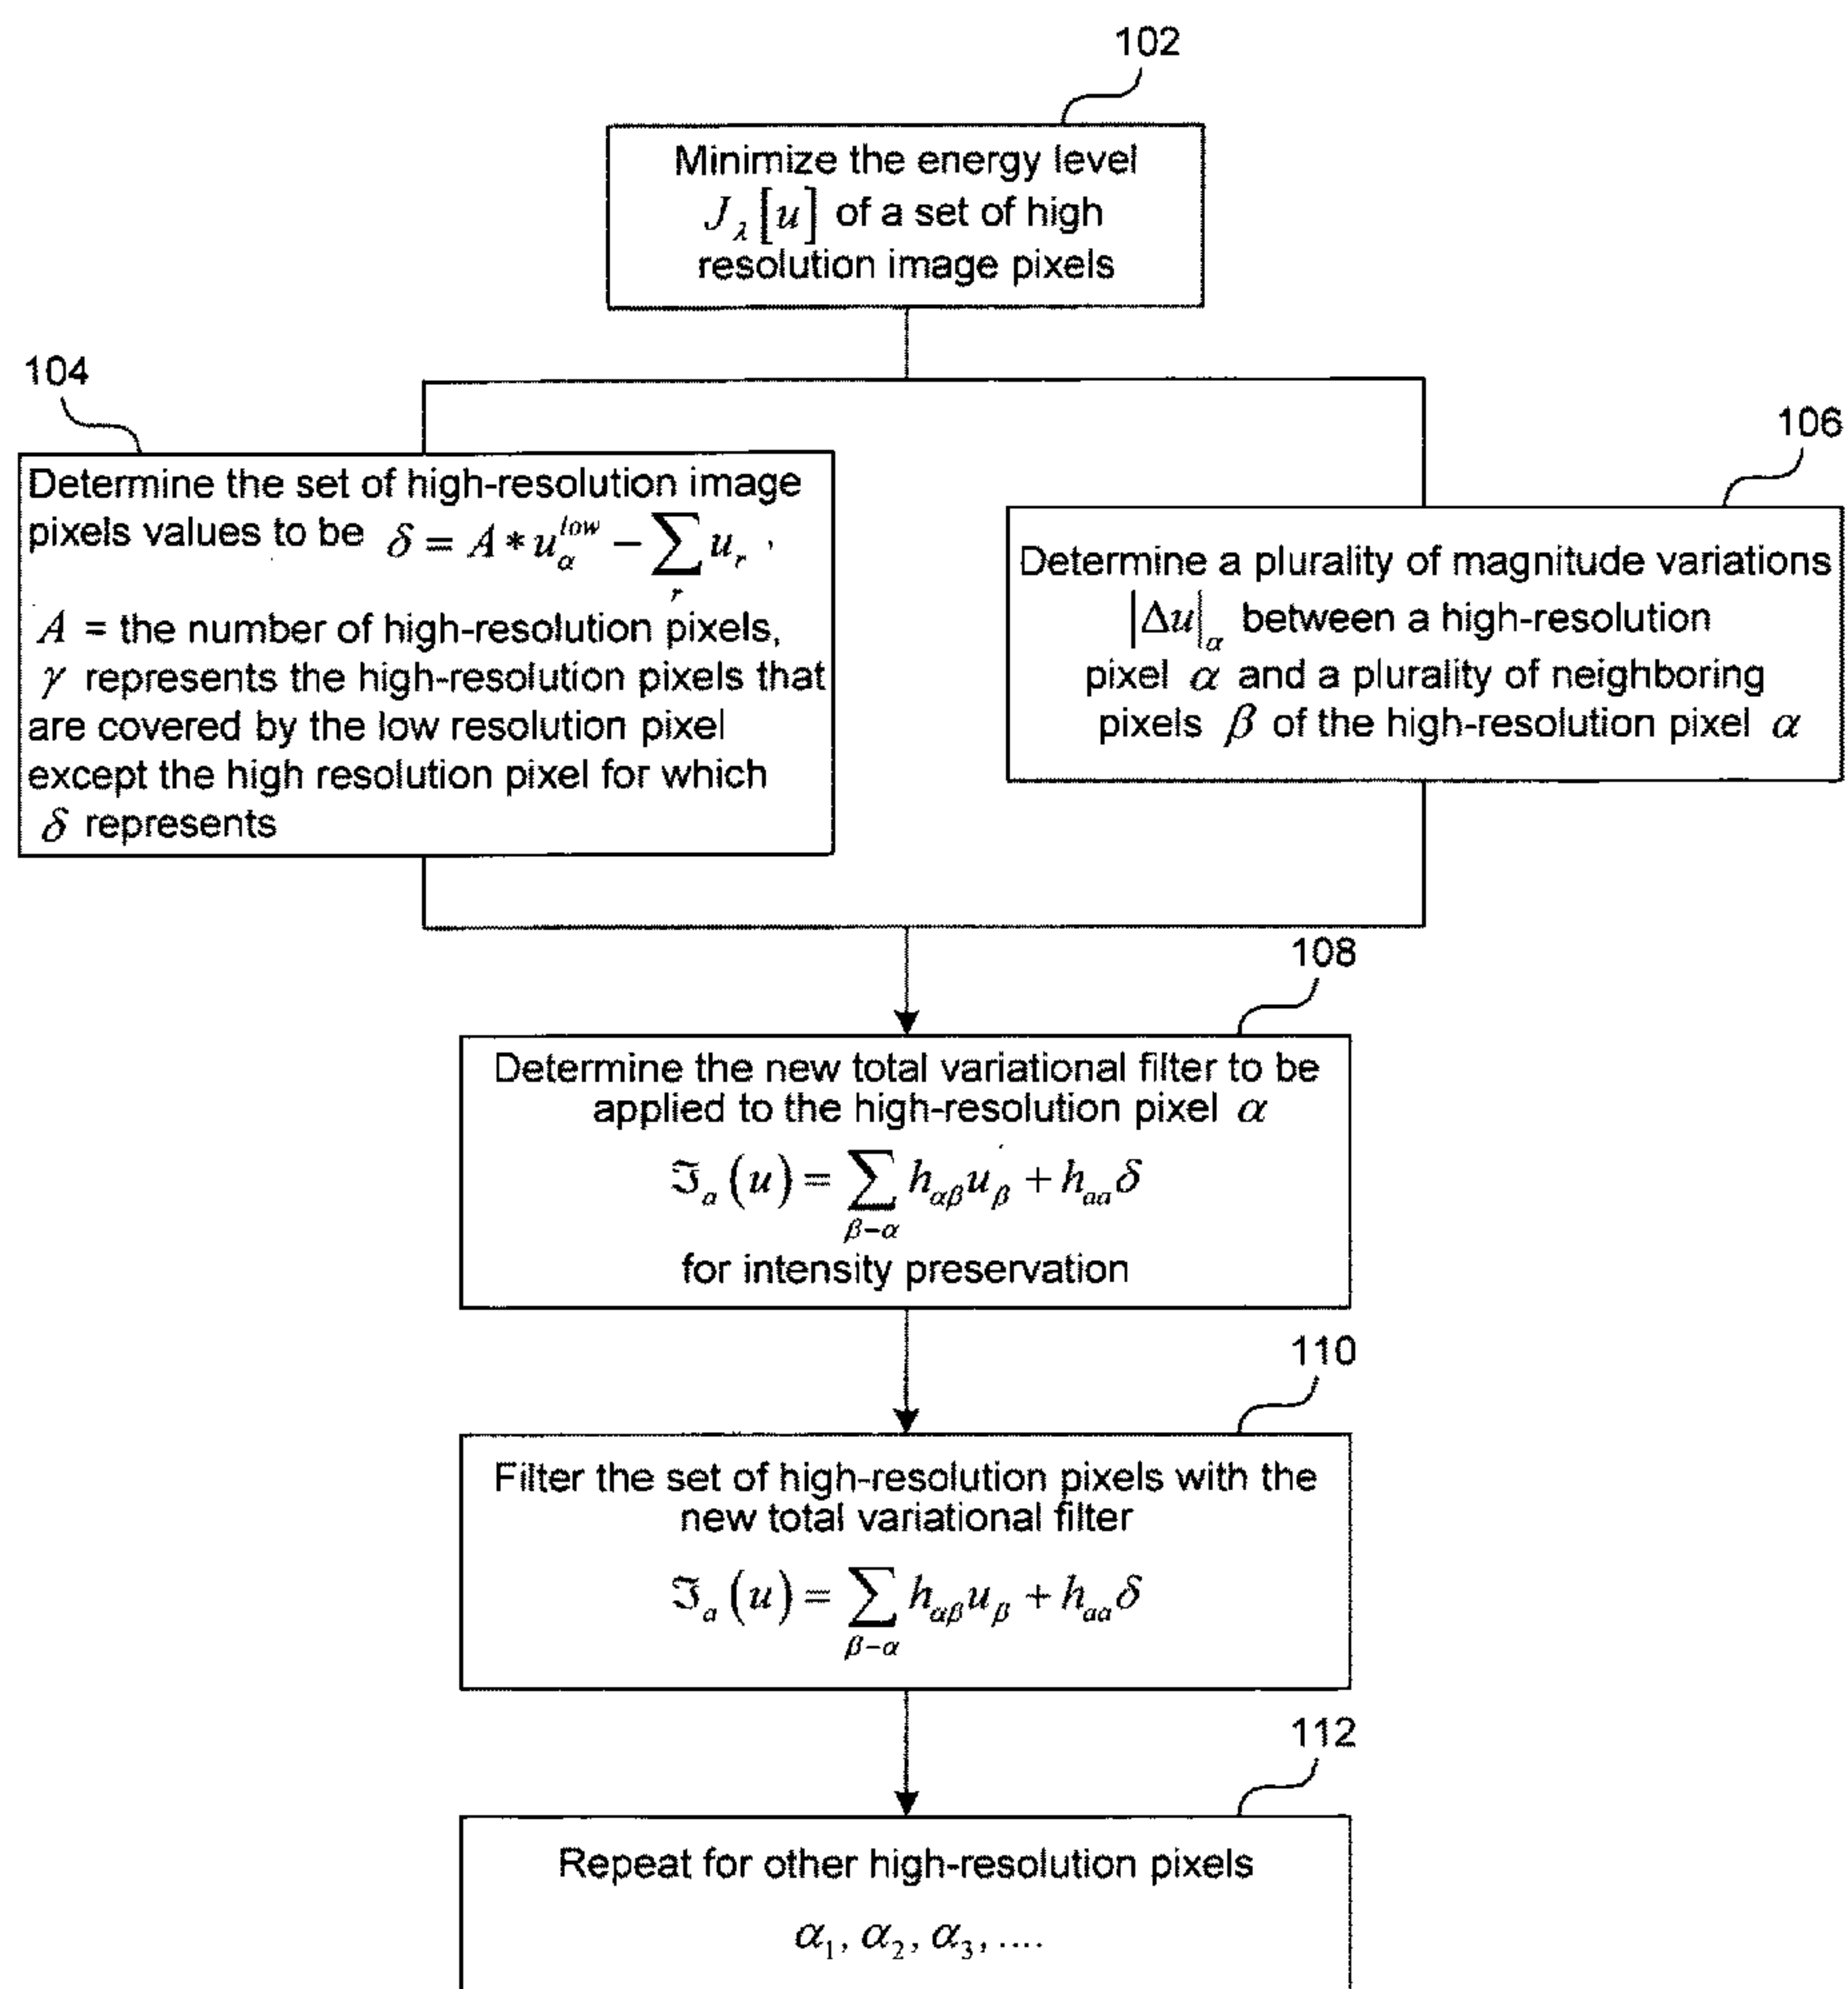 102
Minimize the energy level
J_λ[u] of a set of high
resolution image pixels
104
Determine the set of high-resolution image
pixels values to be δ = A * u_α^low − ∑_r u_r ,
A = the number of high-resolution pixels,
γ represents the high-resolution pixels that
are covered by the low resolution pixel
except the high resolution pixel for which
δ represents
106
Determine a plurality of magnitude variations
|Δu|_α between a high-resolution
pixel α and a plurality of neighboring
pixels β of the high-resolution pixel α
108
Determine the new total variational filter to be
applied to the high-resolution pixel α
ℑ_a(u) = ∑_{β−α} h_{αβ} u_β + h_{aa} δ
for intensity preservation
110
Filter the set of high-resolution pixels with the
new total variational filter
ℑ_a(u) = ∑_{β−α} h_{αβ} u_β + h_{aa} δ
112
Repeat for other high-resolution pixels
α_1, α_2, α_3, ....